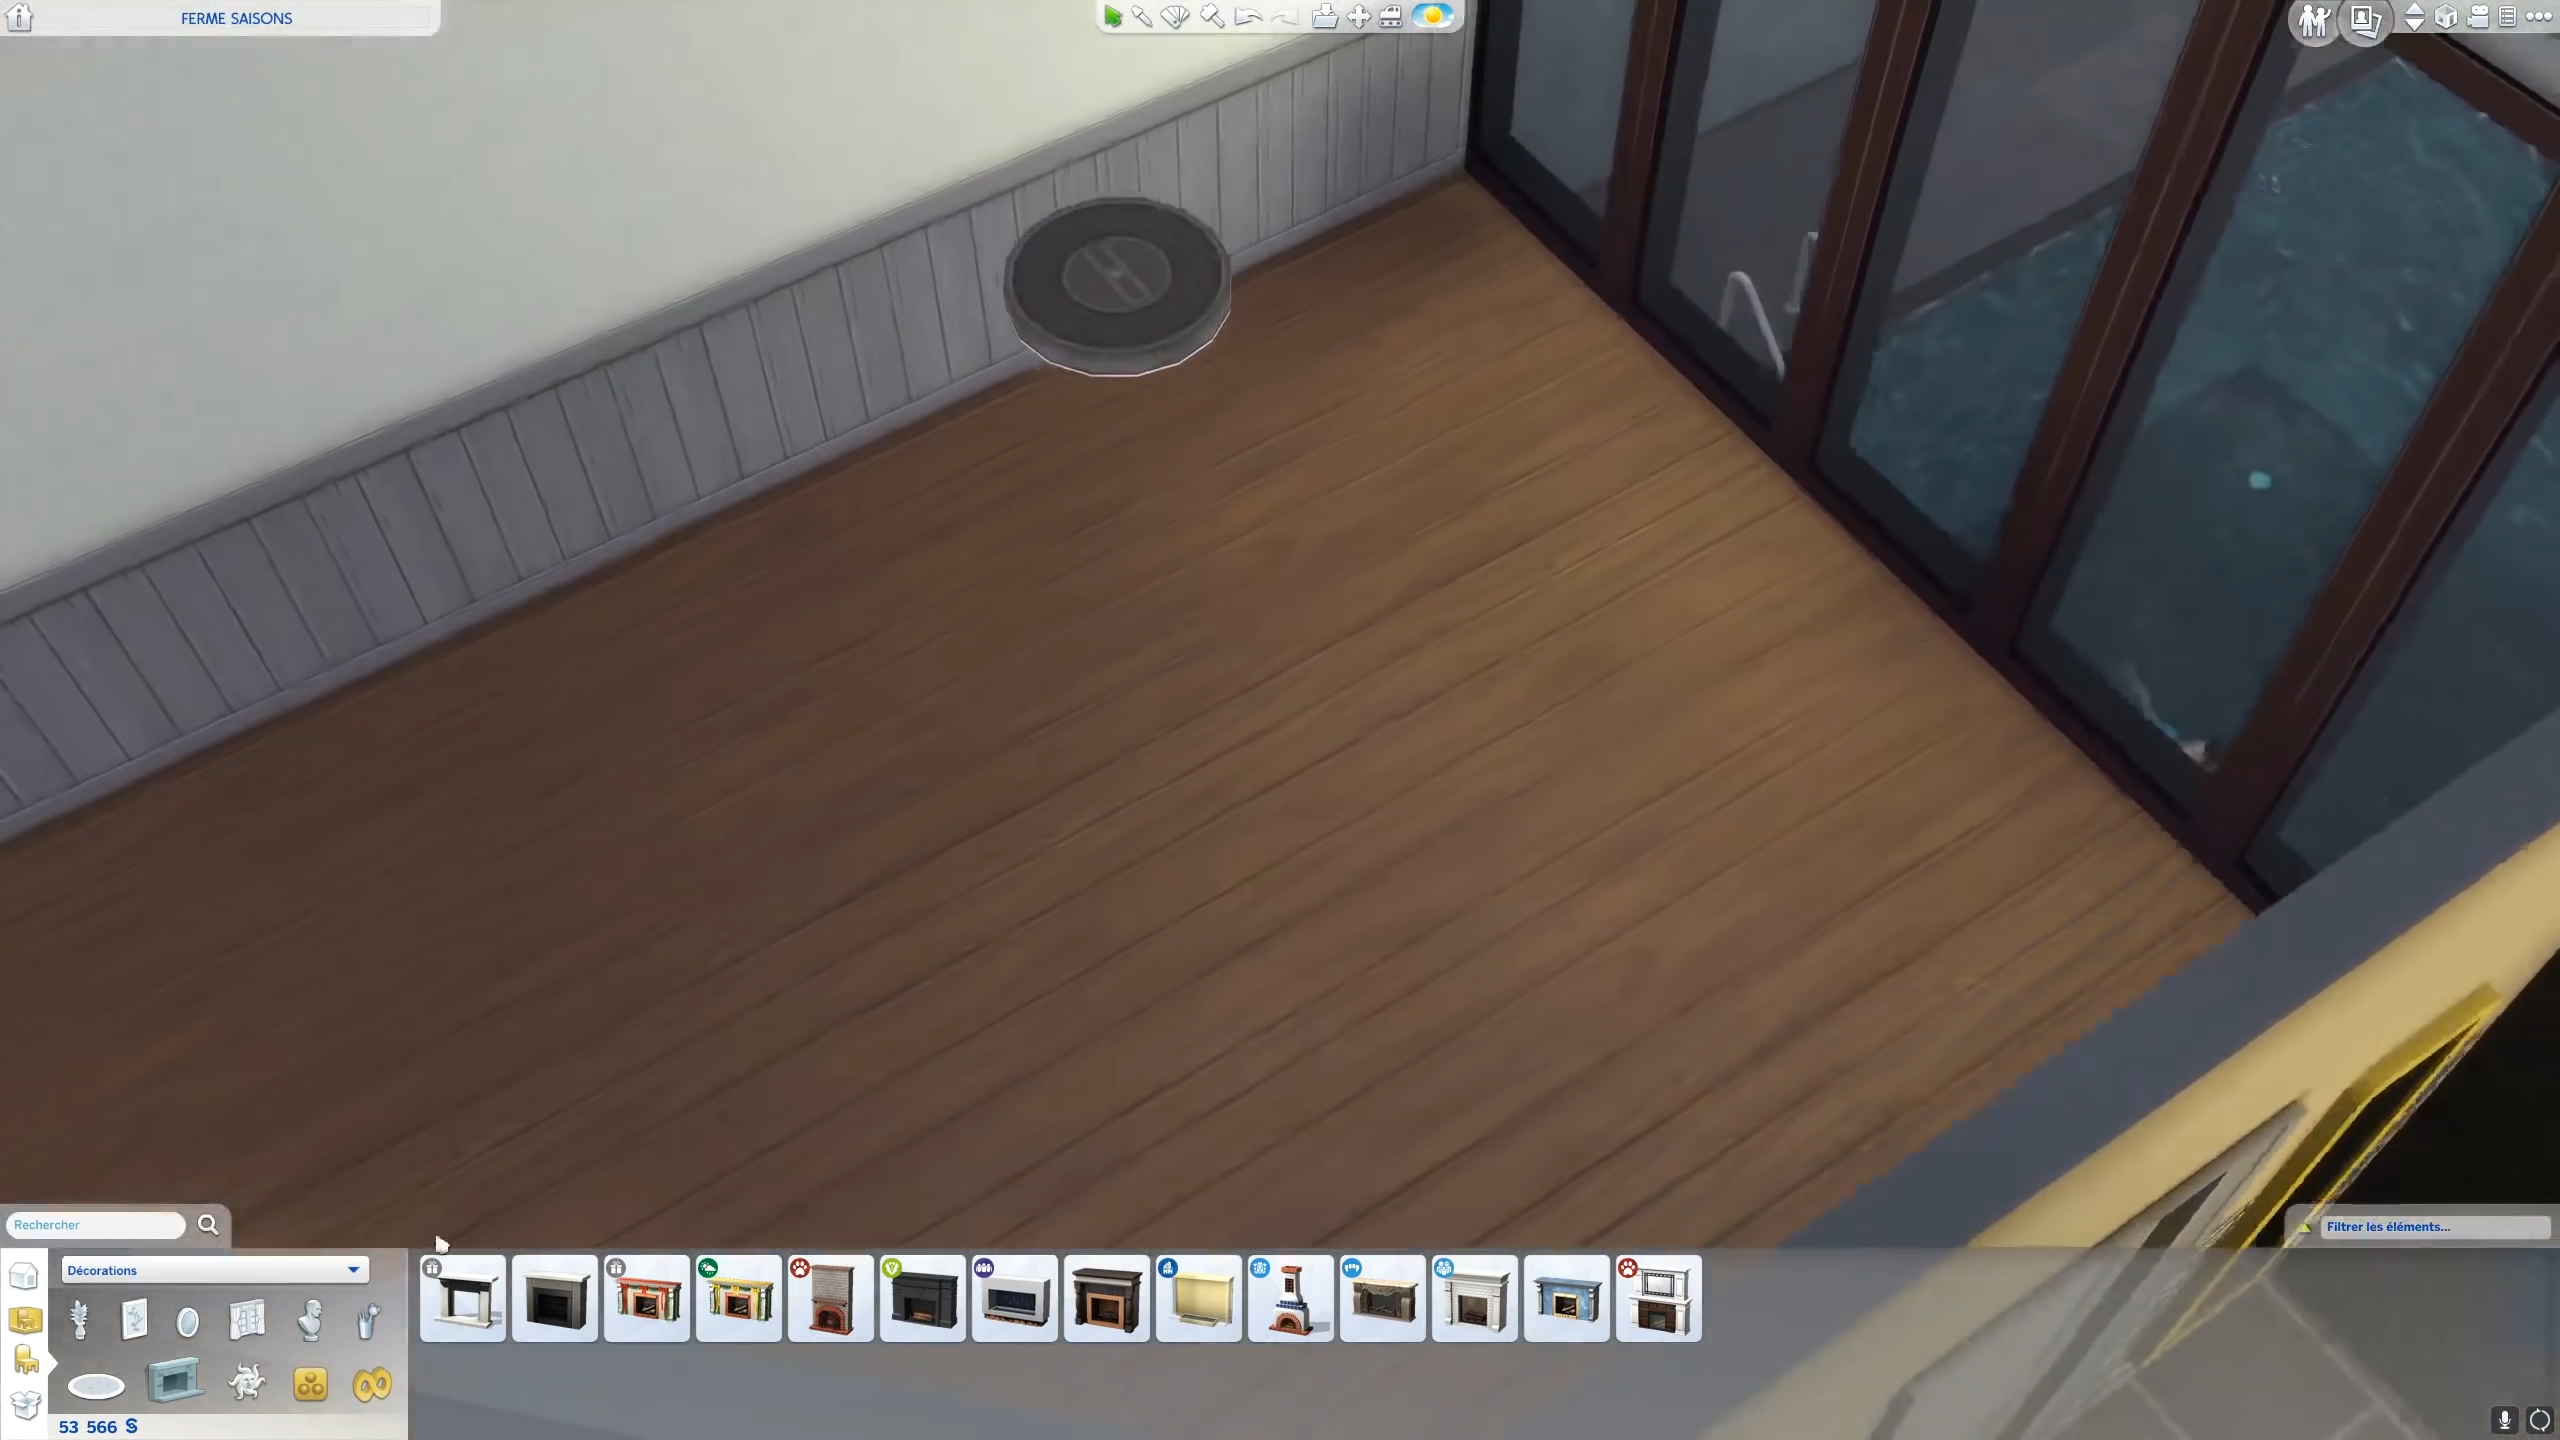 FERME SAISONS
Rechercher
Filtrer les éléments...
Décorations
53 566 S